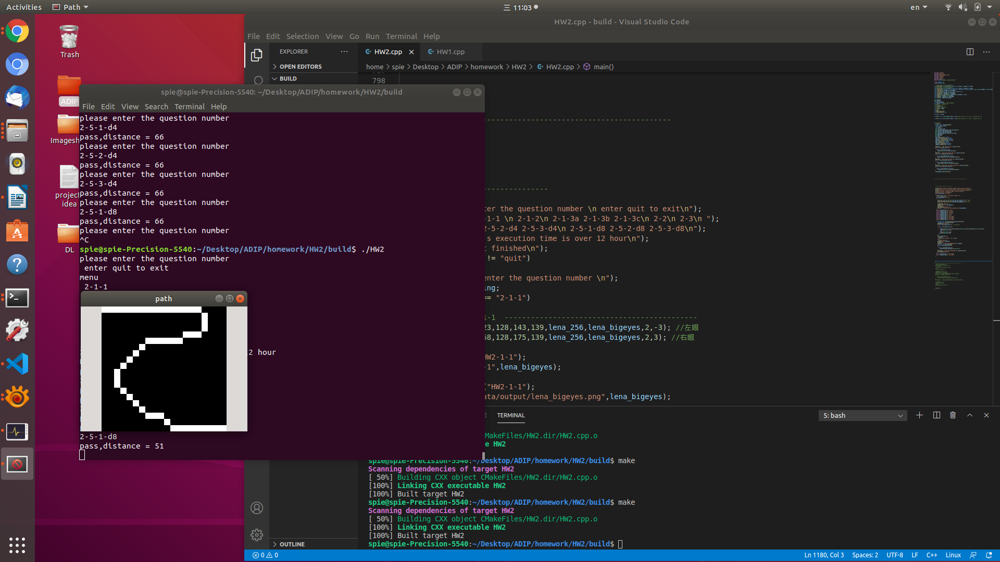 Activities
Path
三 11:03
en
Trash
ADIP
Imagesh
project
idea
DL
HW2.cpp - build - Visual Studio Code
File Edit Selection View Go Run Terminal Help
EXPLORER
OPEN EDITORS
BUILD
OUTLINE
HW2.cpp
HW1.cpp
home > spie > Desktop > ADIP > homework > HW2 > HW2.cpp > main()
798
spie@spie-Precision-5540: ~/Desktop/ADIP/homework/HW2/build
File Edit View Search Terminal Help
please enter the question number
2-5-1-d4
pass,distance = 66
please enter the question number
2-5-2-d4
pass,distance = 66
please enter the question number
2-5-3-d4
pass,distance = 66
please enter the question number
2-5-1-d8
pass,distance = 66
please enter the question number
^C
spie@spie-Precision-5540:~/Desktop/ADIP/homework/HW2/build$ ./HW2
please enter the question number
enter quit to exit
menu
2-1-1
path
2 hour
2-5-1-d8
pass,distance = 51
-------------------------------------------
---------------
ter the question number \n enter quit to exit\n");
-1-1 \n 2-1-2\n 2-1-3a 2-1-3b 2-1-3c\n 2-2\n 2-3\n ");
2-5-2-d4 2-5-3-d4\n 2-5-1-d8 2-5-2-d8 2-5-3-d8\n");
's execution time is over 12 hour\n");
t finished\n");
!= "quit")
enter the question number \n");
ing;
== "2-1-1")
1-1 --------------------------------------------
23,128,143,139,lena_256,lena_bigeyes,2,-3); //左眼
58,128,175,139,lena_256,lena_bigeyes,2,3); //右眼
HW2-1-1");
-1",lena_bigeyes);
("HW2-1-1");
ata/output/lena_bigeyes.png",lena_bigeyes);
TERMINAL
5: bash
MakeFiles/HW2.dir/HW2.cpp.o
e HW2
spie@spie-Precision-5540:~/Desktop/ADIP/homework/HW2/build$ make
Scanning dependencies of target HW2
[ 50%] Building CXX object CMakeFiles/HW2.dir/HW2.cpp.o
[100%] Linking CXX executable HW2
[100%] Built target HW2
spie@spie-Precision-5540:~/Desktop/ADIP/homework/HW2/build$ make
Scanning dependencies of target HW2
[ 50%] Building CXX object CMakeFiles/HW2.dir/HW2.cpp.o
[100%] Linking CXX executable HW2
[100%] Built target HW2
spie@spie-Precision-5540:~/Desktop/ADIP/homework/HW2/build$
0 0
Ln 1180, Col 3 Spaces: 2 UTF-8 LF C++ Linux